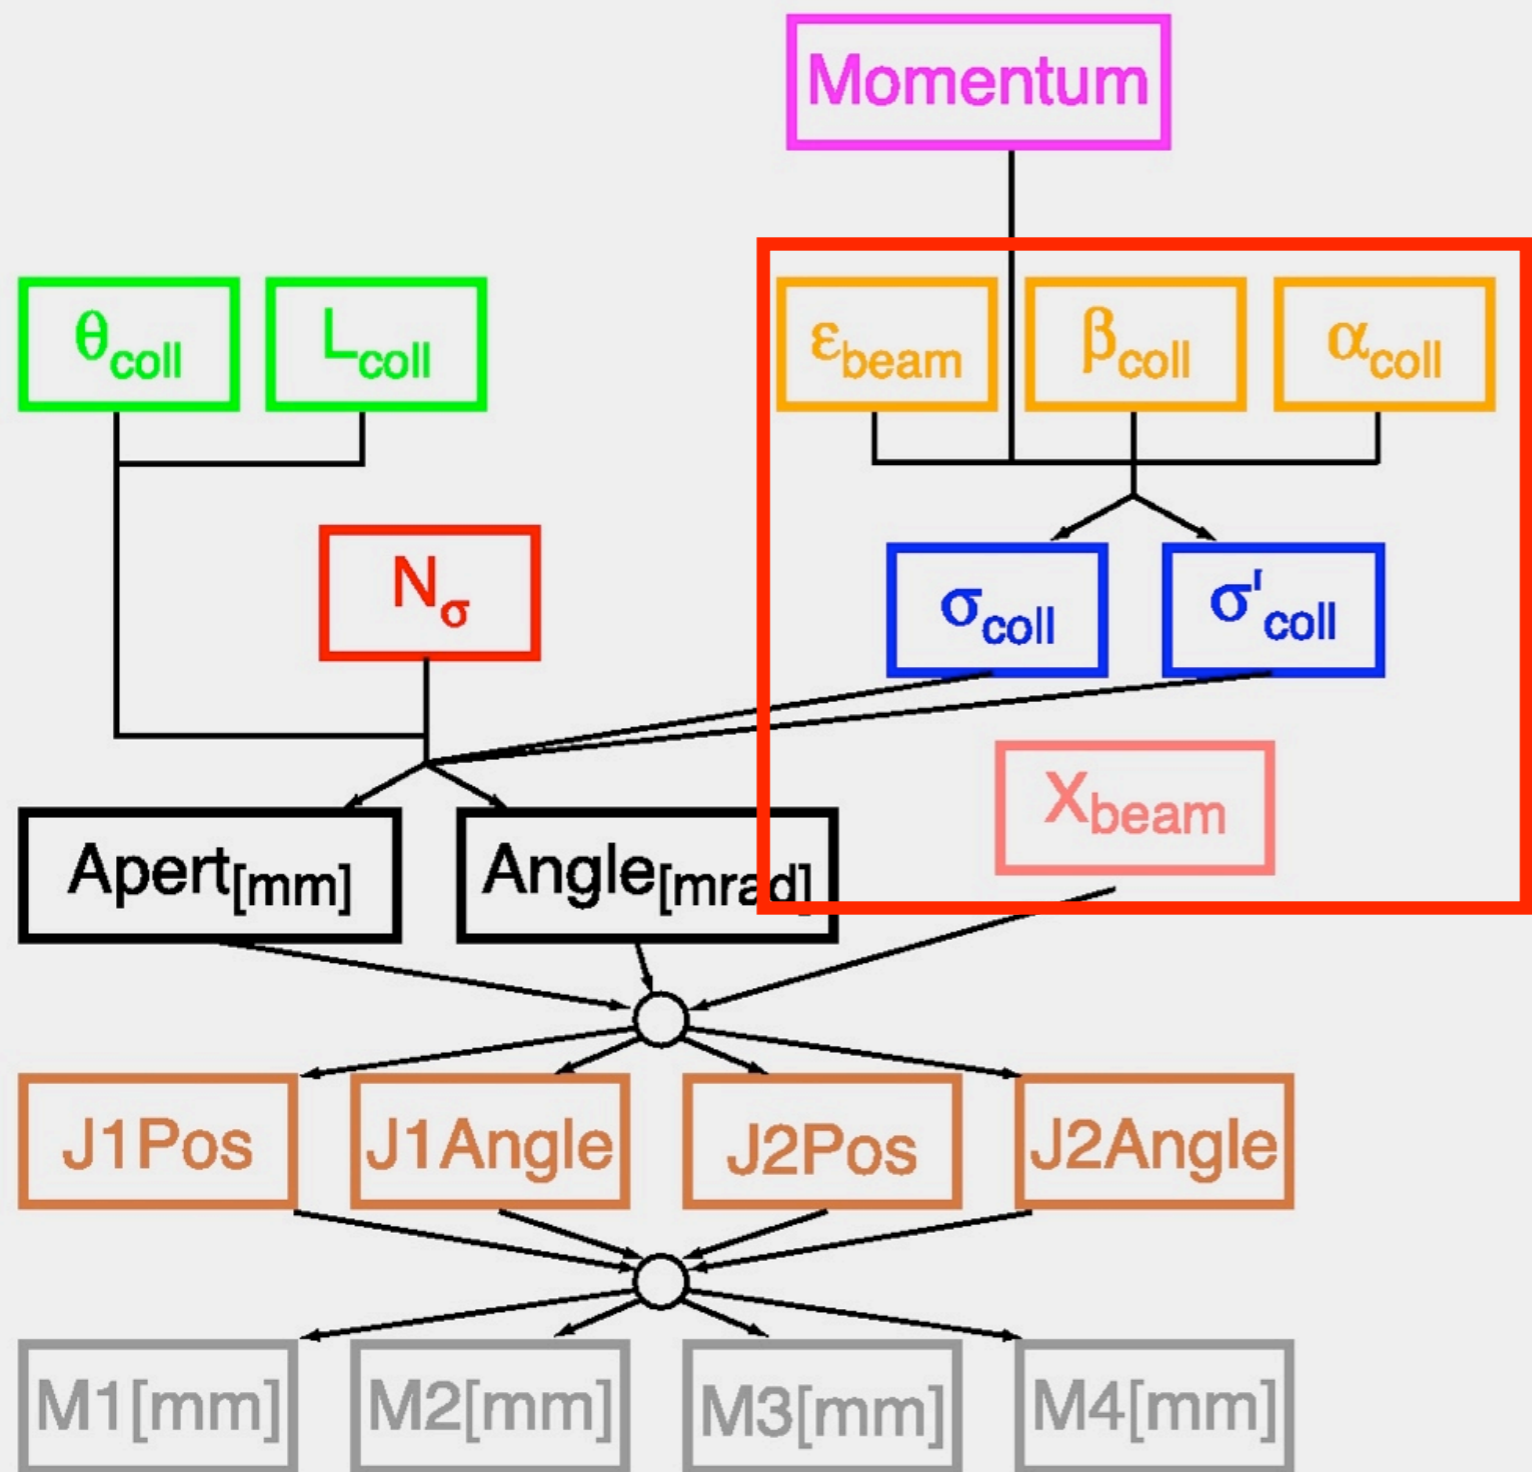 Momentum
θcoll
Lcoll
εbeam
βcoll
αcoll
Nσ
σcoll
σ'coll
Xbeam
Apert[mm]
Angle[mrad]
J1Pos
J1Angle
J2Pos
J2Angle
M1[mm]
M2[mm]
M3[mm]
M4[mm]